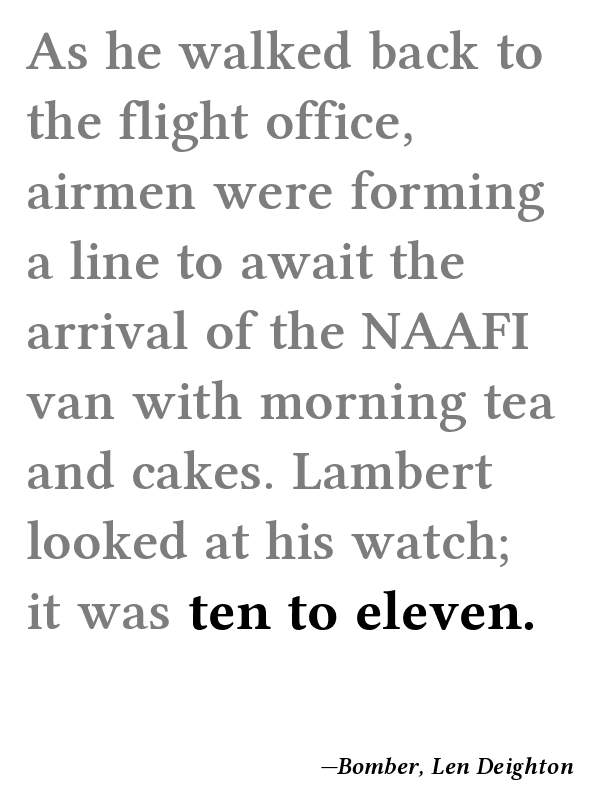 As he walked back to
the flight office,
airmen were forming
a line to await the
arrival of the NAAFI
van with morning tea
and cakes. Lambert
looked at his watch;
it was ten to eleven.
—Bomber, Len Deighton